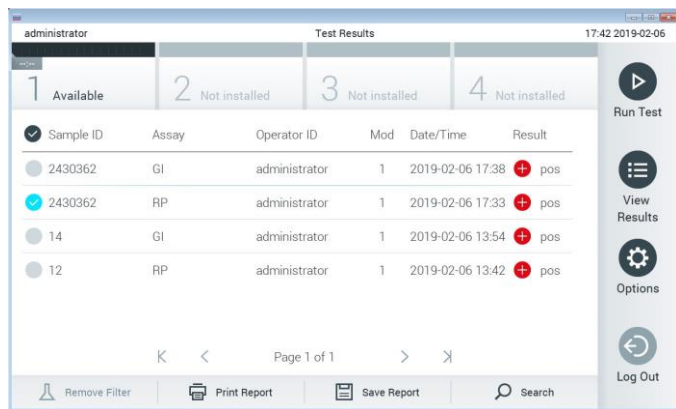 administrator Test Results 17:42 2019-02-06
--:--
1 Available 2 Not installed 3 Not installed 4 Not installed
Run Test
Sample ID Assay Operator ID Mod Date/Time Result
2430362 GI administrator 1 2019-02-06 17:38 pos
2430362 RP administrator 1 2019-02-06 17:33 pos
View
Results
14 GI administrator 1 2019-02-06 13:54 pos
12 RP administrator 1 2019-02-06 13:42 pos
Options
Page 1 of 1
Log Out
Remove Filter Print Report Save Report Search